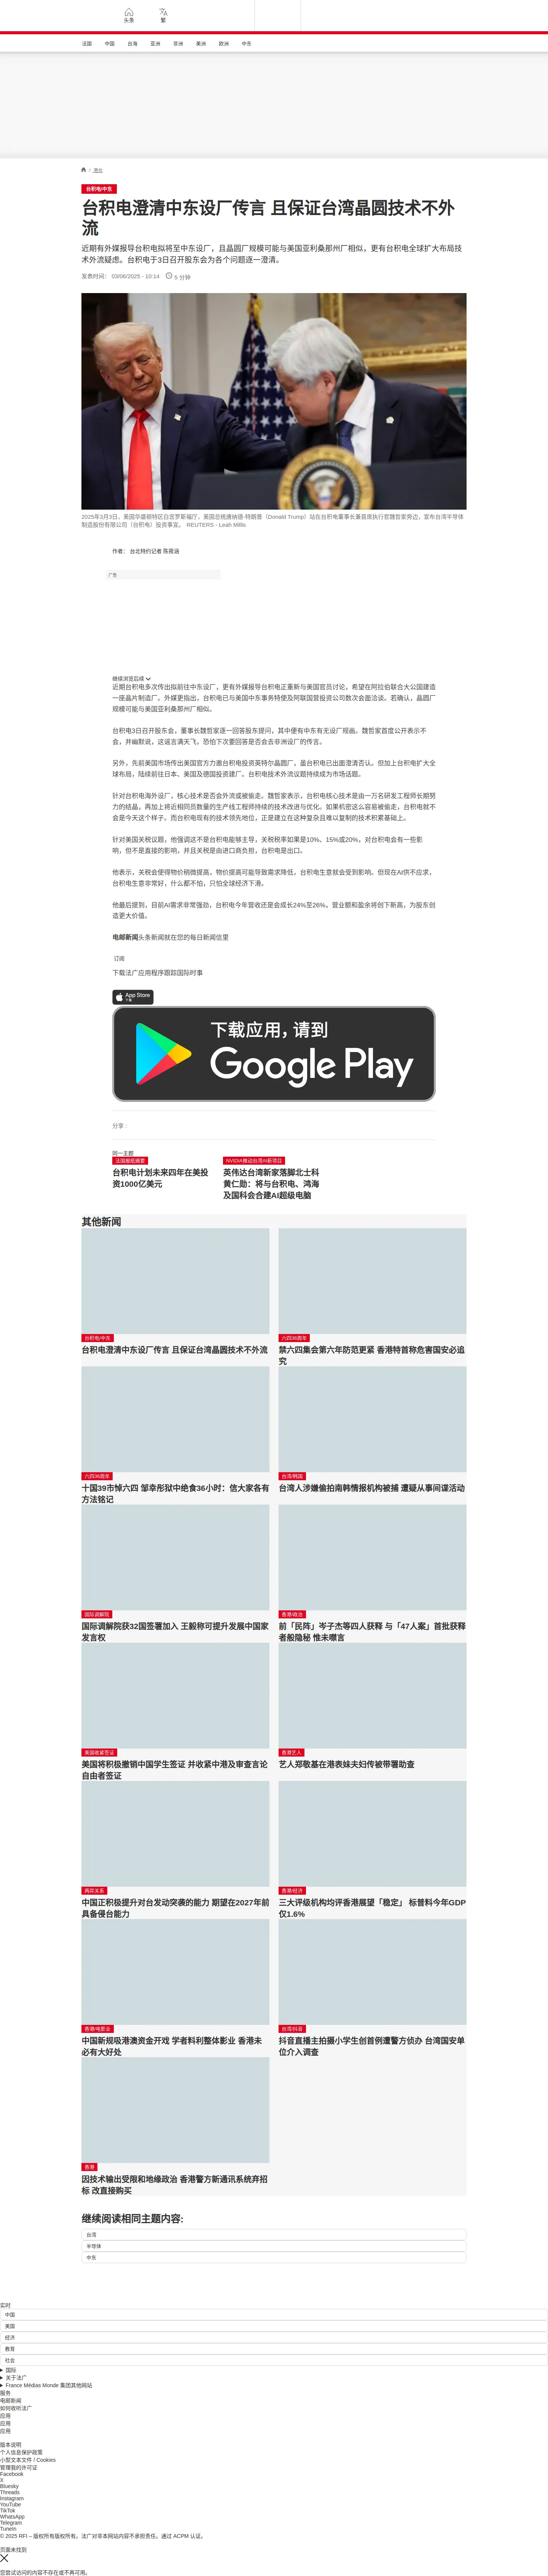 头条
繁
法国
中国
台海
亚洲
非洲
美洲
欧洲
中东
/
港台
台积电/中东
台积电澄清中东设厂传言 且保证台湾晶圆技术不外
流
近期有外媒报导台积电拟将至中东设厂，且晶圆厂规模可能与美国亚利桑那州厂相似，更有台积电全球扩大布局技
术外流疑虑。台积电于3日召开股东会为各个问题逐一澄清。
发表时间： 03/06/2025 - 10:14
5 分钟
2025年3月3日，美国华盛顿特区白宫罗斯福厅，美国总统唐纳德·特朗普（Donald Trump）站在台积电董事长兼首席执行官魏哲家旁边，宣布台湾半导体
制造股份有限公司（台积电）投资事宜。 REUTERS - Leah Millis
作者： 台北特约记者 陈筱涵
广告
继续浏览后续
近期台积电多次传出拟前往中东设厂，更有外媒报导台积电正重新与美国官员讨论，希望在阿拉伯联合大公国建造
一座晶片制造厂。外媒更指出，台积电已与美国中东事务特使及阿联国营投资公司数次会面洽谈。若确认，晶圆厂
规模可能与美国亚利桑那州厂相似。
台积电3日召开股东会，董事长魏哲家逐一回答股东提问，其中便有中东有无设厂规画。魏哲家首度公开表示不
会，并幽默说，这谣言满天飞，恐怕下次要回答是否会去非洲设厂的传言。
另外，先前美国市场传出美国官方力邀台积电投资英特尔晶圆厂，虽台积电已出面澄清否认。但加上台积电扩大全
球布局，陆续前往日本、美国及德国投资建厂。台积电技术外流议题持续成为市场话题。
针对台积电海外设厂，核心技术是否会外流或被偷走。魏哲家表示，台积电核心技术是由一万名研发工程师长期努
力的结晶，再加上将近相同员数量的生产线工程师持续的技术改进与优化。如果机密这么容易被偷走，台积电就不
会是今天这个样子。而台积电现有的技术领先地位，正是建立在这种复杂且难以复制的技术积累基础上。
针对美国关税议题，他强调这不是台积电能够主导，关税税率如果是10%、15%或20%，对台积电会有一些影
响，但不是直接的影响，并且关税是由进口商负担，台积电是出口。
他表示，关税会使得物价稍微提高，物价提高可能导致需求降低，台积电生意就会受到影响。但现在AI供不应求，
台积电生意非常好，什么都不怕，只怕全球经济下滑。
他最后提到，目前AI需求非常强劲，台积电今年营收还是会成长24%至26%。营业额和盈余将创下新高，为股东创
造更大价值。
电邮新闻头条新闻就在您的每日新闻信里
订阅
下载法广应用程序跟踪国际时事
App Store
下载
下载应用，请到
Google Play
分享 :
同一主题
法国报纸摘要
台积电计划未来四年在美投
资1000亿美元
NVIDIA推动台湾AI新项目
英伟达台湾新家落脚北士科
黄仁勋：将与台积电、鸿海
及国科会合建AI超级电脑
其他新闻
台积电/中东
台积电澄清中东设厂传言 且保证台湾晶圆技术不外流
六四36周年
禁六四集会第六年防范更紧 香港特首称危害国安必追
究
六四36周年
十国39市悼六四 邹幸彤狱中绝食36小时：信大家各有
方法铭记
台湾/韩国
台湾人涉嫌偷拍南韩情报机构被捕 遭疑从事间谍活动
国际调解院
国际调解院获32国签署加入 王毅称可提升发展中国家
发言权
香港/政治
前「民阵」岑子杰等四人获释 与「47人案」首批获释
者般隐秘 惟未噤言
美国收紧签证
美国将积极撤销中国学生签证 并收紧中港及审查言论
自由者签证
香港艺人
艺人郑敬基在港表妹夫妇传被带署助查
两岸关系
中国正积极提升对台发动突袭的能力 期望在2027年前
具备侵台能力
香港/经济
三大评级机构均评香港展望「稳定」 标普料今年GDP
仅1.6%
香港/电影业
中国新规吸港澳资金开戏 学者料利整体影业 香港未
必有大好处
台湾/抖音
抖音直播主拍摄小学生创首例遭警方侦办 台湾国安单
位介入调查
香港
因技术输出受限和地缘政治 香港警方新通讯系统弃招
标 改直接购买
继续阅读相同主题内容:
台湾
半导体
中东
实时
中国
美国
经济
教育
社会
国际
关于法广
France Médias Monde 集团其他网站
服务
电邮新闻
如何收听法广
应用
应用
应用
版本说明
个人信息保护政策
小型文本文件 / Cookies
管理我的许可证
Facebook
X
Bluesky
Threads
Instagram
YouTube
TikTok
WhatsApp
Telegram
TuneIn
© 2025 RFI – 版权所有版权所有。法广对非本网站内容不承担责任。通过 ACPM 认证。
页面未找到
您尝试访问的内容不存在或不再可用。